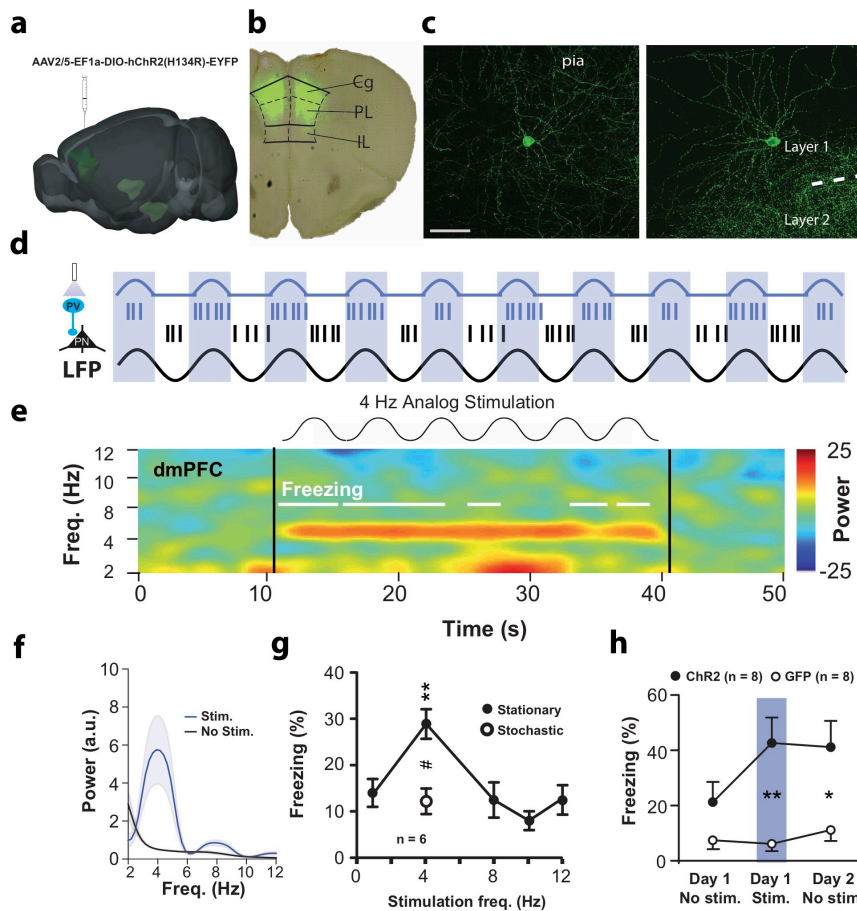 a
AAV2/5-EF1a-DIO-hChR2(H134R)-EYFP
b
Cg
PL
IL
c
pia
Layer 1
Layer 2
d
PV
PN
LFP
e
4 Hz Analog Stimulation
dmPFC
Freezing
Freq. (Hz)
12
8
4
2
0 10 20 30 40 50
Time (s)
25
Power
-25
f
Power (a.u.)
10
8
6
4
2
0
Stim.
No Stim.
2 4 6 8 10 12
Freq. (Hz)
g
Freezing (%)
40
30
20
10
0
**
#
Stationary
Stochastic
n = 6
0 4 8 12
Stimulation freq. (Hz)
h
ChR2 (n = 8) GFP (n = 8)
Freezing (%)
60
40
20
0
**
*
Day 1 Day 1 Day 2
No stim. Stim. No stim